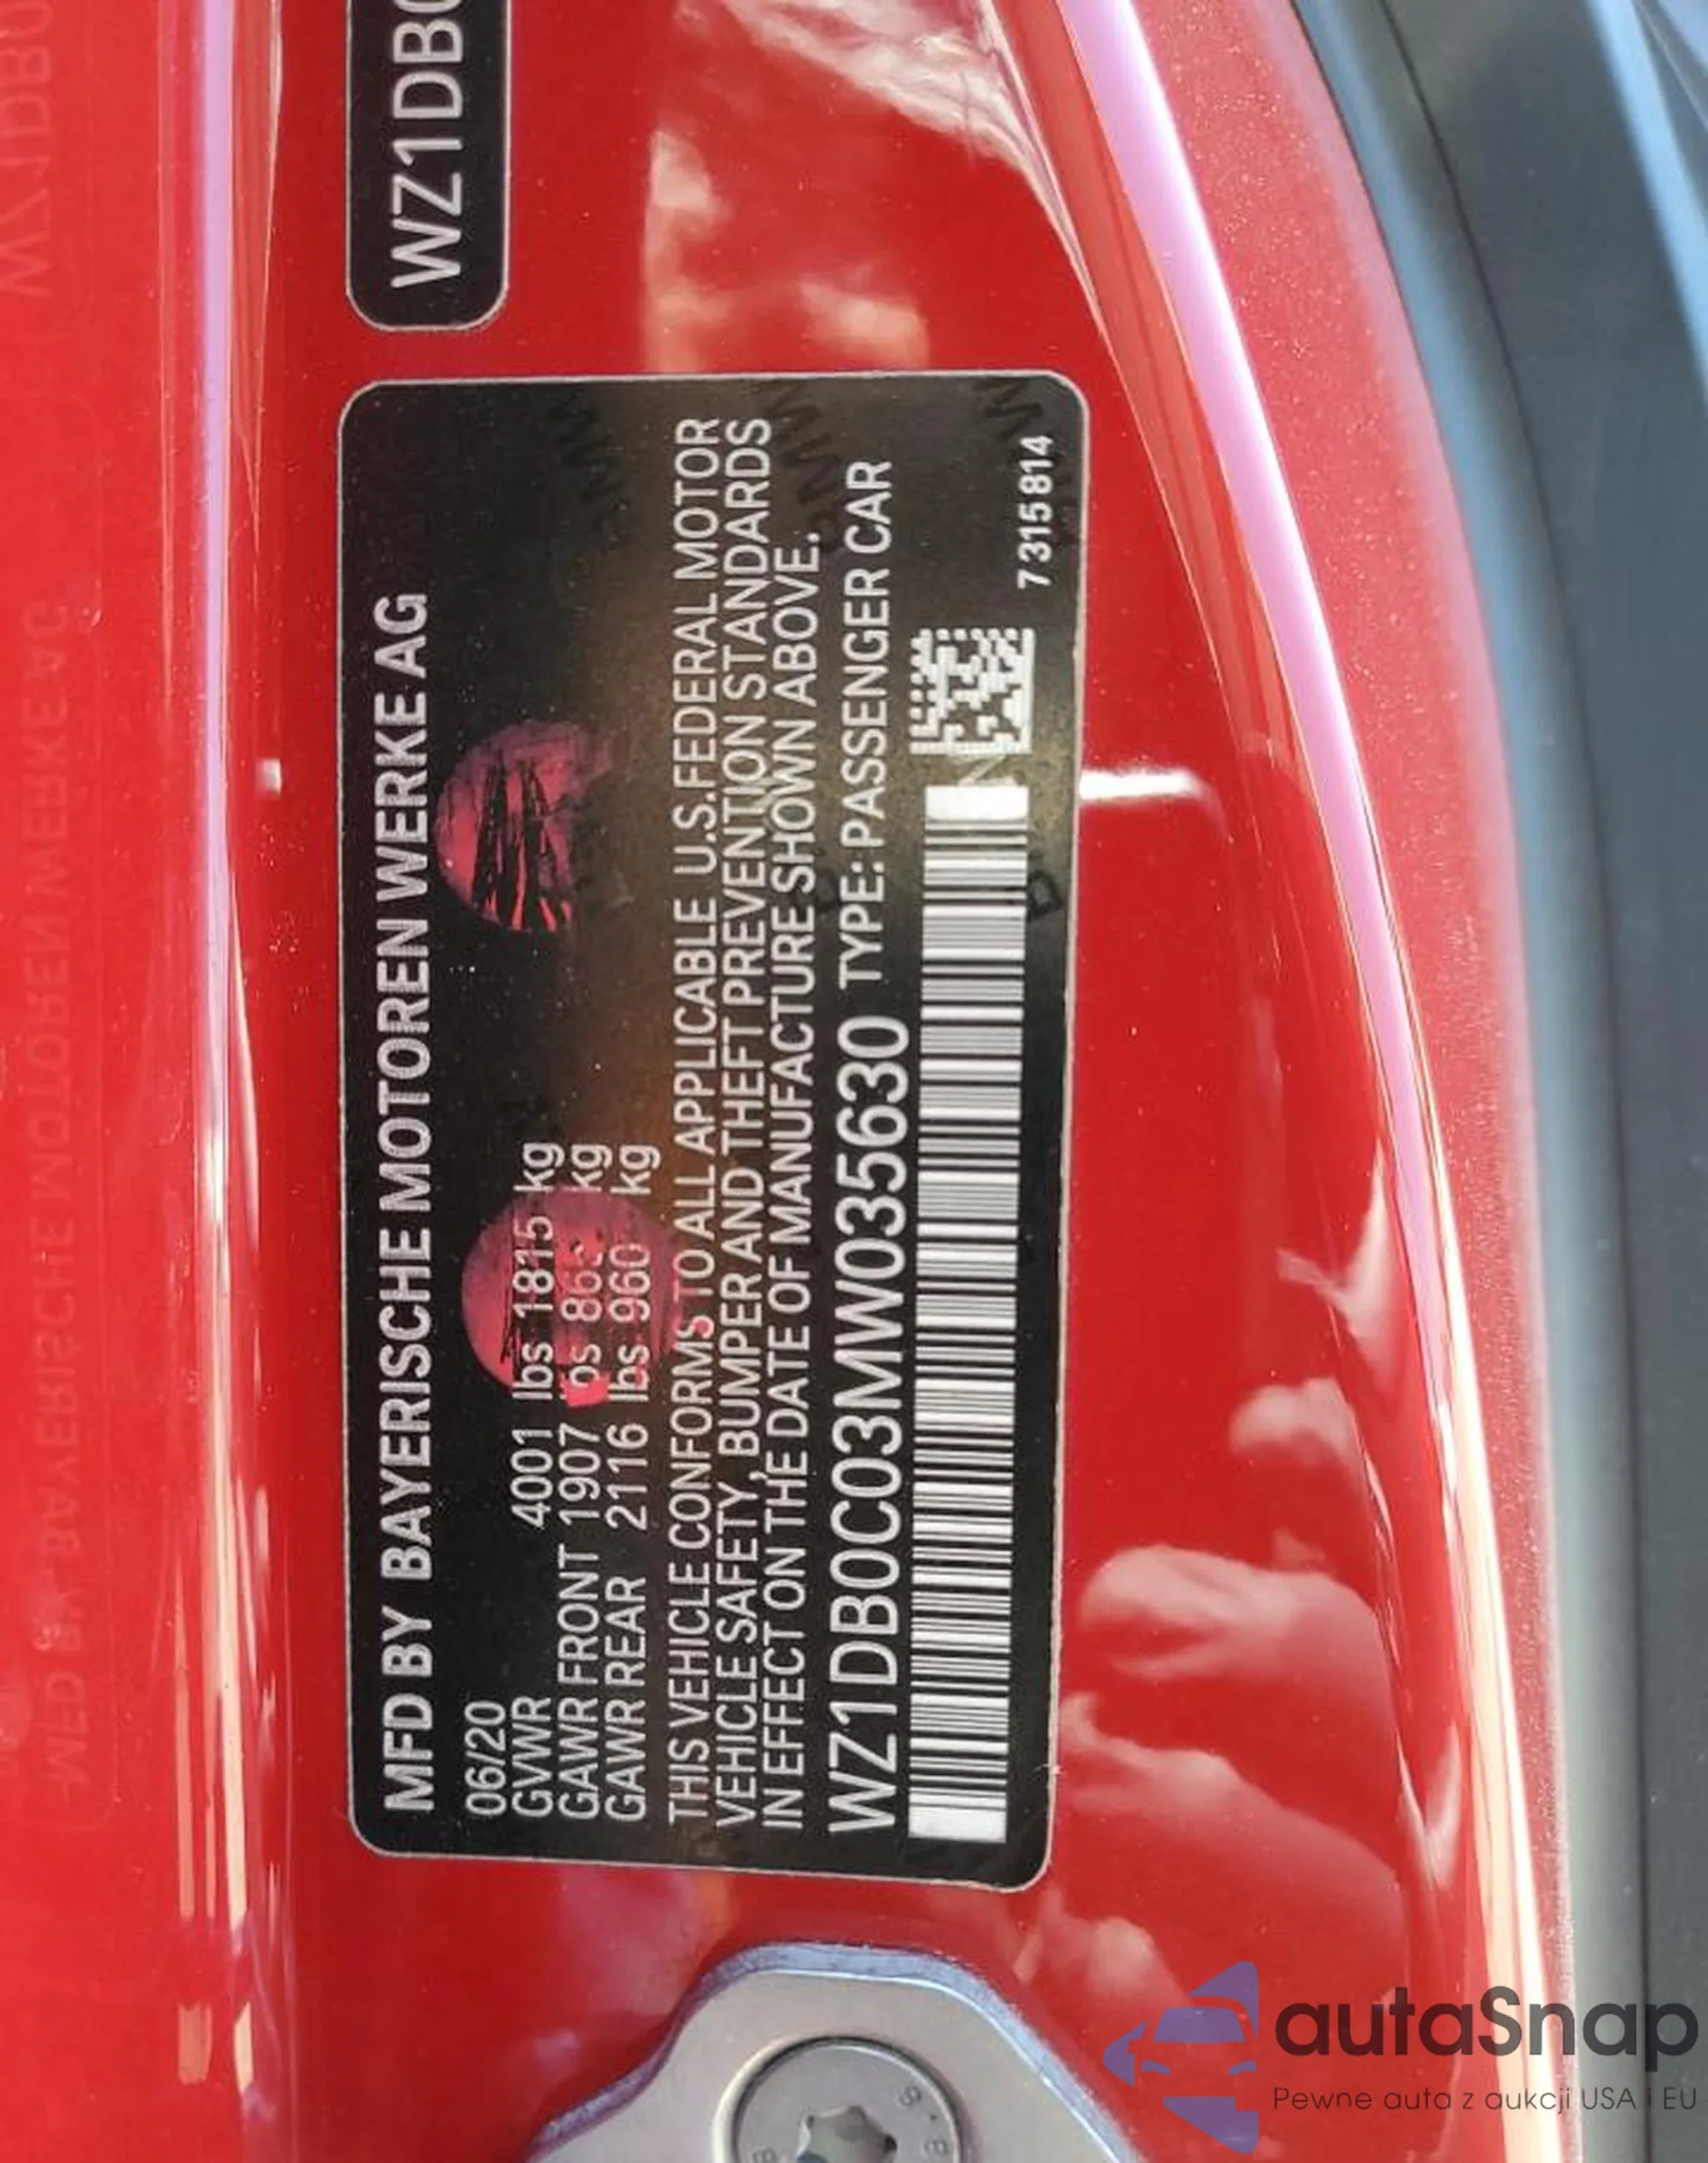 WZ1DB0
MFD BY BAYERISCHE MOTOREN WERKE AG
06/20
GVWR 4001 lbs 1815 kg
GAWR FRONT 1907 lbs 865 kg
GAWR REAR 2116 lbs 960 kg
THIS VEHICLE CONFORMS TO ALL APPLICABLE U.S.FEDERAL MOTOR
VEHICLE SAFETY, BUMPER AND THEFT PREVENTION STANDARDS
IN EFFECT ON THE DATE OF MANUFACTURE SHOWN ABOVE.
WZ1DB0C03MW035630 TYPE: PASSENGER CAR
7315814
autaSnap
Pewne auta z aukcji USA i EU